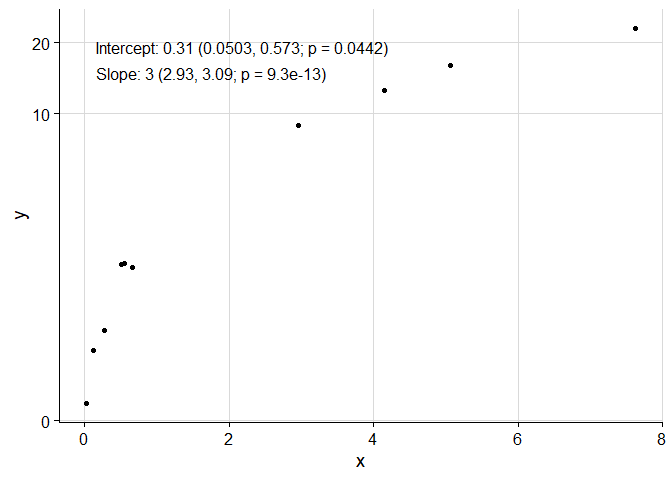 20
Intercept: 0.31 (0.0503, 0.573; p = 0.0442)
Slope: 3 (2.93, 3.09; p = 9.3e-13)
10
y
0
0 2 4 6 8
x